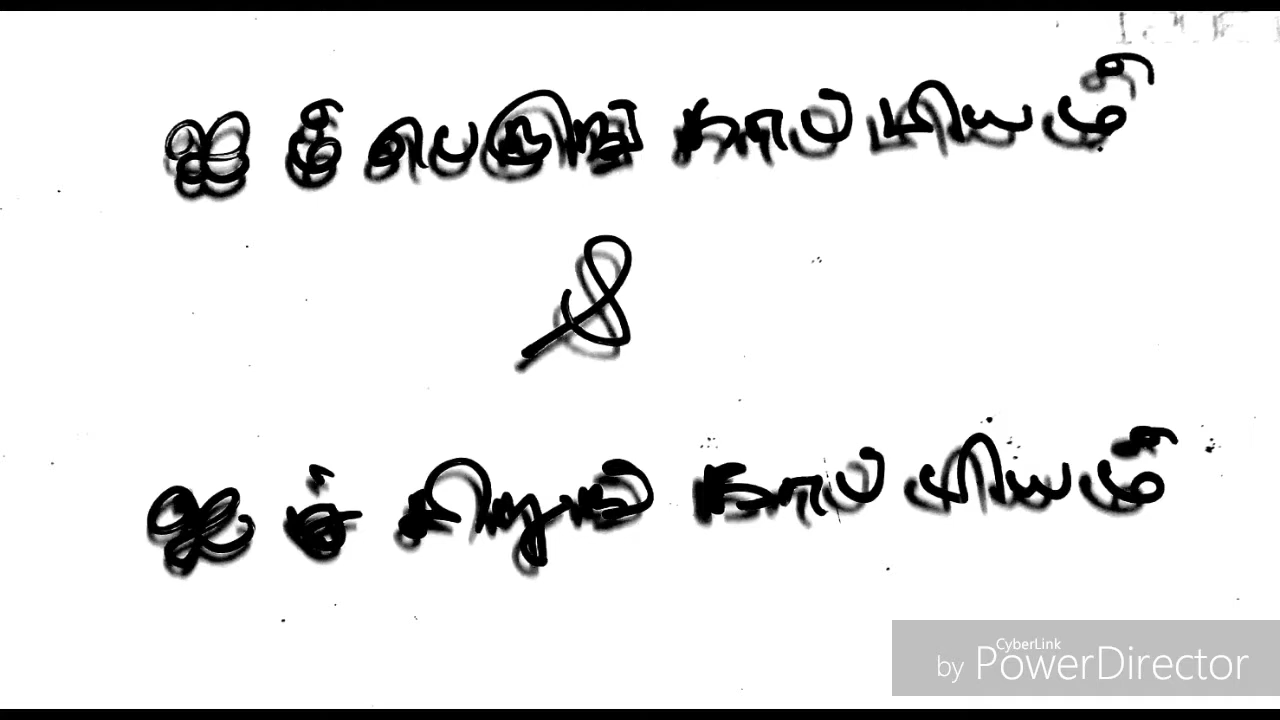 ஐம்பெருங் காப்பியம்
&
ஐஞ் சிறுங் காப்பியம்
CyberLink
by PowerDirector